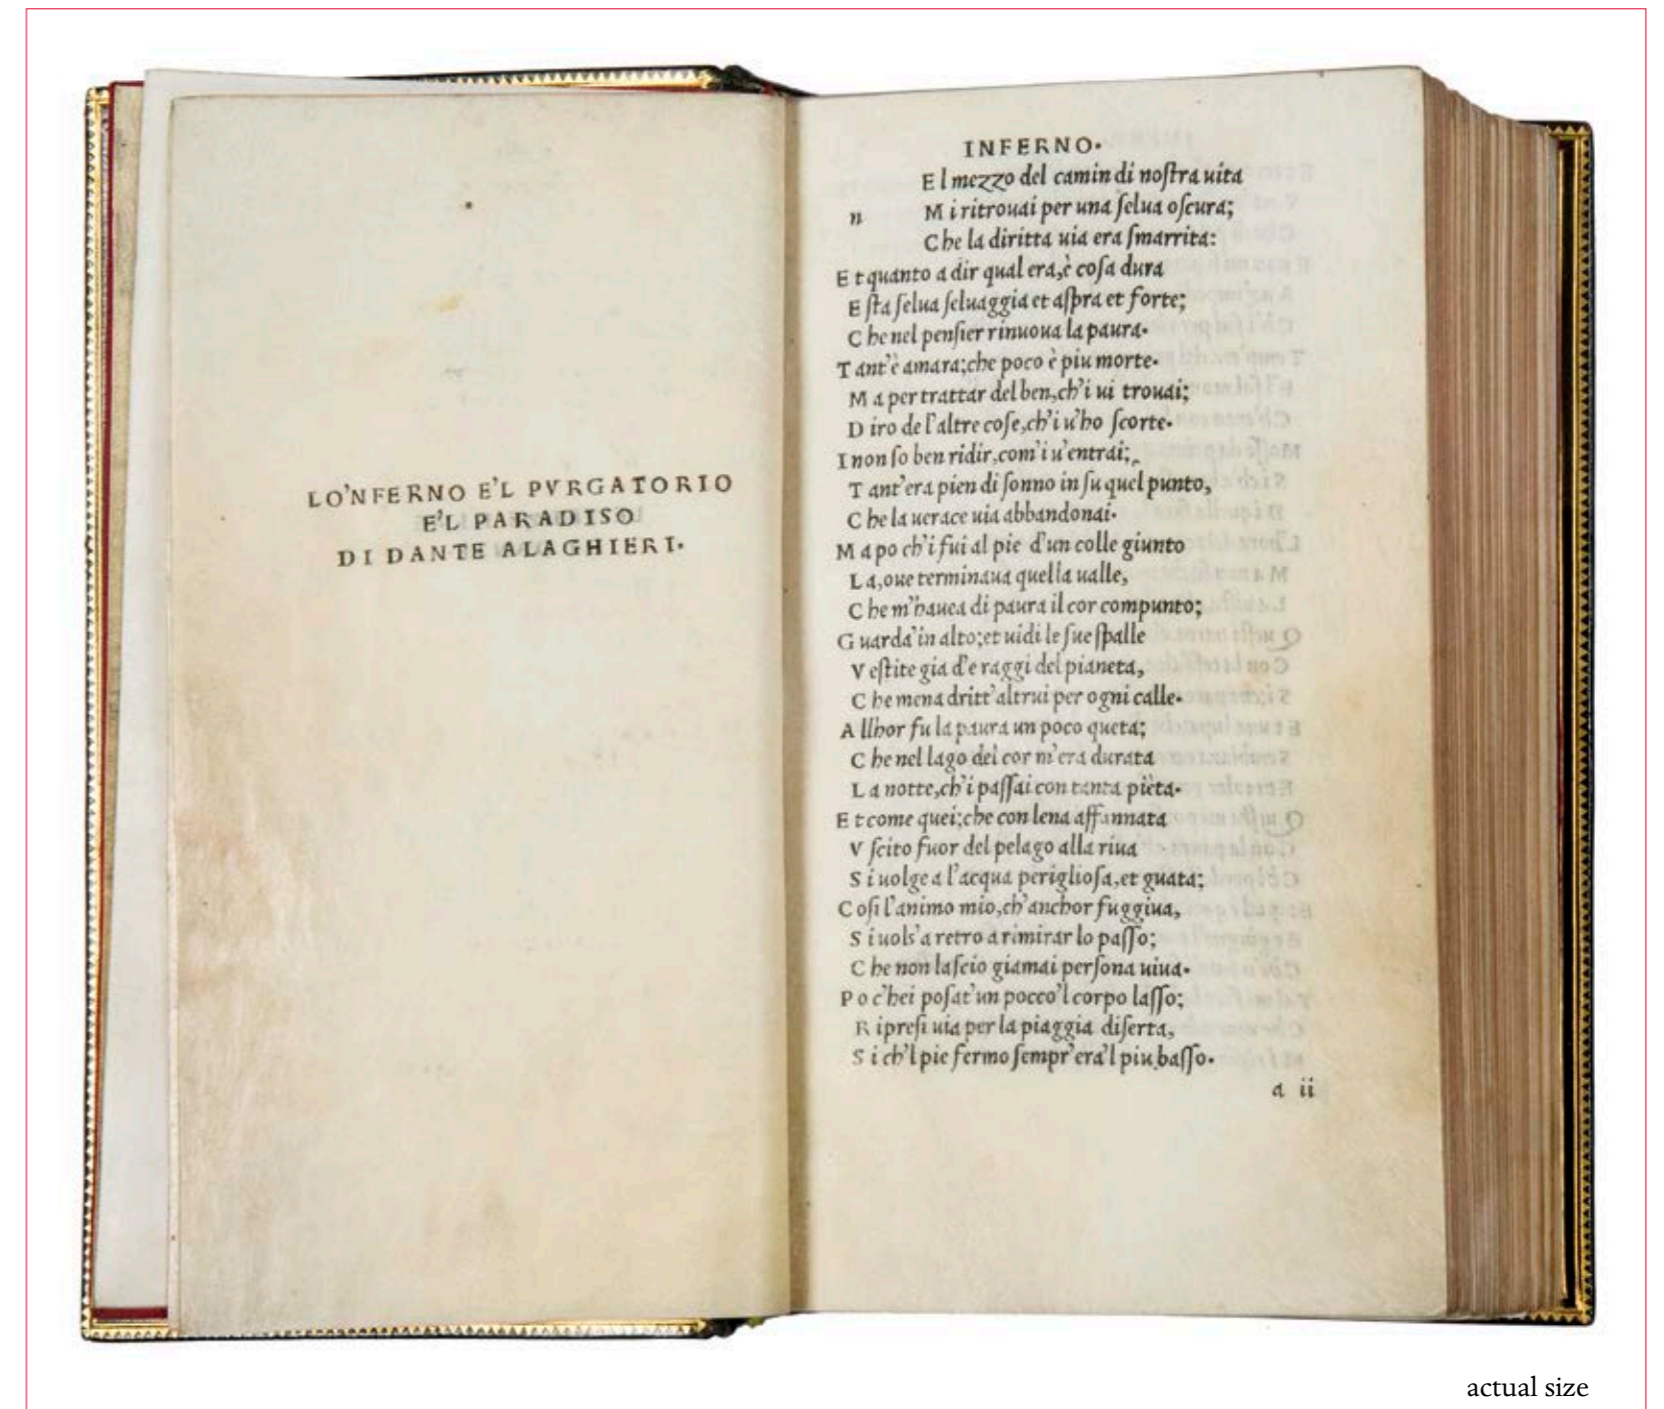 LO'NFERNO E'L PVRGATORIO
E'L PARADISO
DI DANTE ALAGHIERI.
INFERNO.
E l mezzo del camin di noſtra uita
n M i ritrouai per una ſelua oſcura;
C he la diritta uia era ſmarrita:
E t quanto a dir qual era, è coſa dura
E ſta ſelua ſeluaggia et aſpra et forte;
C he nel penſier rinuoua la paura.
T ant'è amara; che poco è piu morte.
M a per trattar del ben, ch'i ui trouai;
D iro de l'altre coſe, ch'i u'ho ſcorte.
I non ſo ben ridir, com'i u'entrai;
T ant'era pien di ſonno in ſu quel punto,
C he la uerace uia abbandonai.
M a po ch'i fui al pie d'un colle giunto
L a, oue terminaua quella ualle,
C he m'hauea di paura il cor compunto;
G uarda'in alto; et uidi le ſue ſpalle
V eſtite gia d'e raggi del pianeta,
C he mena dritt'altrui per ogni calle.
A llhor fu la paura un poco queta;
C he nel lago del cor m'era durata
L a notte, ch'i paſſai con tanta pièta.
E t come quei; che con lena affannata
V ſcito fuor del pelago alla riua
S i uolge a l'acqua periglioſa, et guata;
C oſi l'animo mio, ch'anchor fuggiua,
S i uols'a retro a rimirar lo paſſo;
C he non laſcio giamai perſona uiua.
P o c'hei poſat'un pocco'l corpo laſſo;
R ipreſi uia per la piaggia diſerta,
S i ch'l pie fermo ſempr'era'l piu baſſo.
a ii
actual size